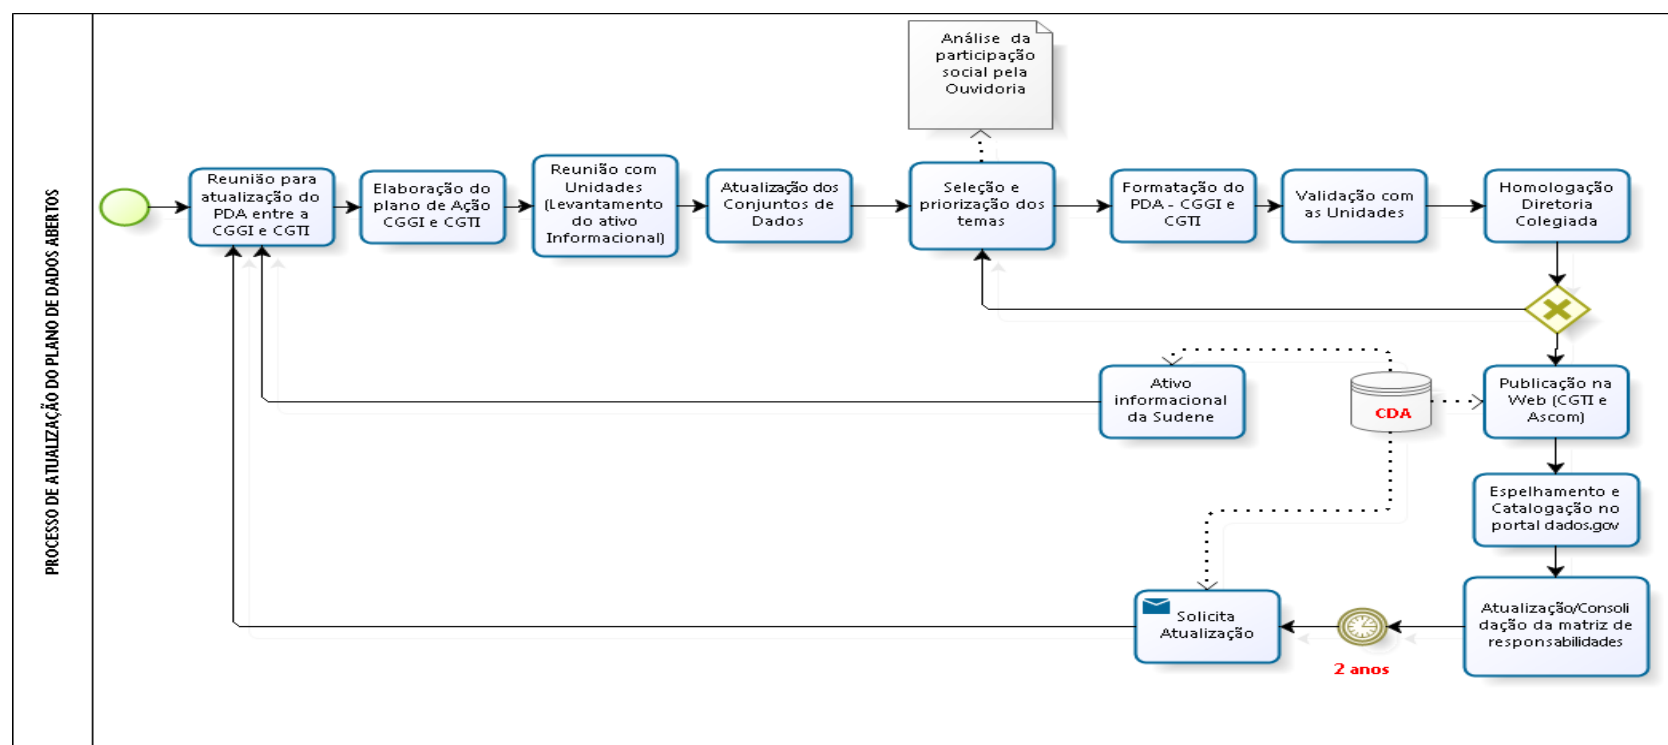 PROCESSO DE ATUALIZAÇÃO DO PLANO DE DADOS ABERTOS
Análise da
participação
social pela
Ouvidoria
Reunião para
atualização do
PDA entre a
CGGI e CGTI
Elaboração do
plano de Ação
CGGI e CGTI
Reunião com
Unidades
(Levantamento
do ativo
Informacional)
Atualização dos
Conjuntos de
Dados
Seleção e
priorização dos
temas
Formatação do
PDA - CGGI e
CGTI
Validação com
as Unidades
Homologação
Diretoria
Colegiada
Ativo
informacional
da Sudene
CDA
Publicação na
Web (CGTI e
Ascom)
Espelhamento e
Catalogação no
portal dados.gov
Atualização/Consoli
dação da matriz de
responsabilidades
2 anos
Solicita
Atualização